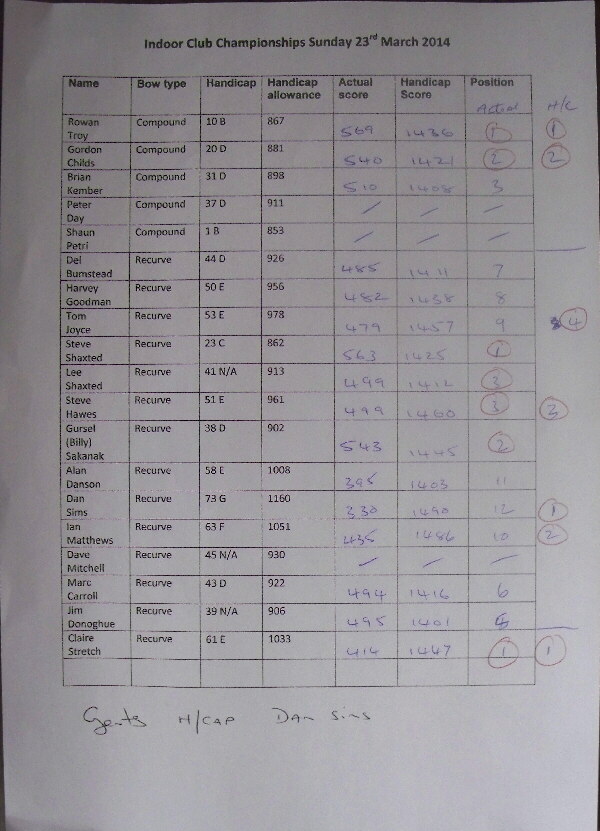 Indoor Club Championships Sunday 23rd March 2014
Name Bow type Handicap Handicap allowance Actual score Handicap Score Position Actual H/C
Rowan Troy Compound 10 B 867 569 1436 1 1
Gordon Childs Compound 20 D 881 540 1421 2 2
Brian Kember Compound 31 D 898 510 1408 3
Peter Day Compound 37 D 911 / / /
Shaun Petri Compound 1 B 853 / / /
Del Bumstead Recurve 44 D 926 485 1411 7
Harvey Goodman Recurve 50 E 956 482 1438 8
Tom Joyce Recurve 53 E 978 479 1457 9 4
Steve Shaxted Recurve 23 C 862 563 1425 1
Lee Shaxted Recurve 41 N/A 913 499 1412 3
Steve Hawes Recurve 51 E 961 499 1460 3 3
Gursel (Billy) Sakanak Recurve 38 D 902 543 1445 2
Alan Danson Recurve 58 E 1008 395 1403 11
Dan Sims Recurve 73 G 1160 330 1490 12 1
Ian Matthews Recurve 63 F 1051 435 1486 10 2
Dave Mitchell Recurve 45 N/A 930 / / /
Marc Carroll Recurve 43 D 922 494 1416 6
Jim Donoghue Recurve 39 N/A 906 495 1401
Claire Stretch Recurve 61 E 1033 414 1447 1 1
Gents H/CAP Dan Sims